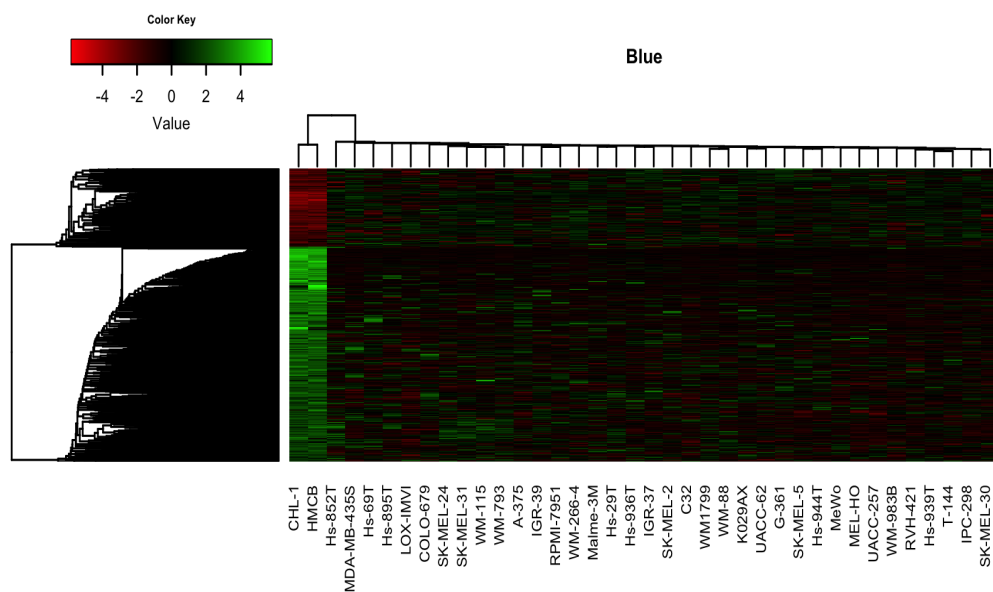 Color Key
-4 -2 0 2 4
Value
Blue
CHL-1
HMCB
Hs-852T
MDA-MB-435S
Hs-69T
Hs-895T
LOX-IMVI
COLO-679
SK-MEL-24
SK-MEL-31
WM-115
WM-793
A-375
IGR-39
RPMI-7951
WM-266-4
Malme-3M
Hs-29T
Hs-936T
IGR-37
SK-MEL-2
C32
WM1799
WM-88
K029AX
UACC-62
G-361
SK-MEL-5
Hs-944T
MeWo
MEL-HO
UACC-257
WM-983B
RVH-421
Hs-939T
T-144
IPC-298
SK-MEL-30